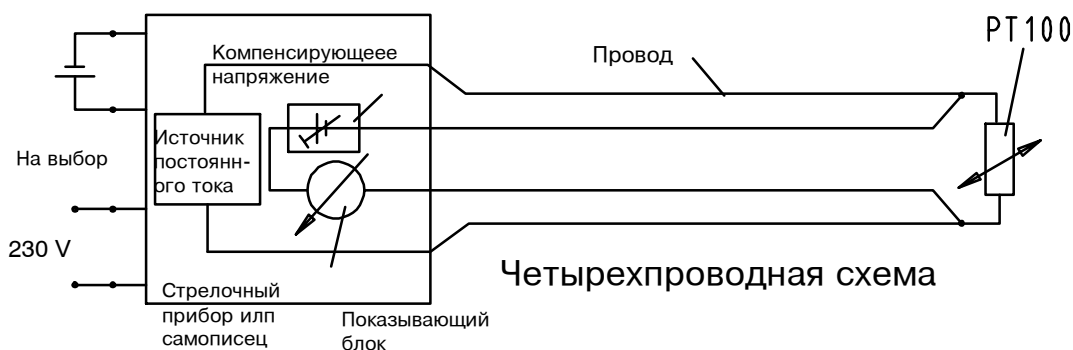 PT100
Компенсирующеее
напряжение
Провод
Источник
постоянн-
ого тока
На выбор
230 V
Четырехпроводная схема
Стрелочный
прибор илп
самописец
Показывающий
блок